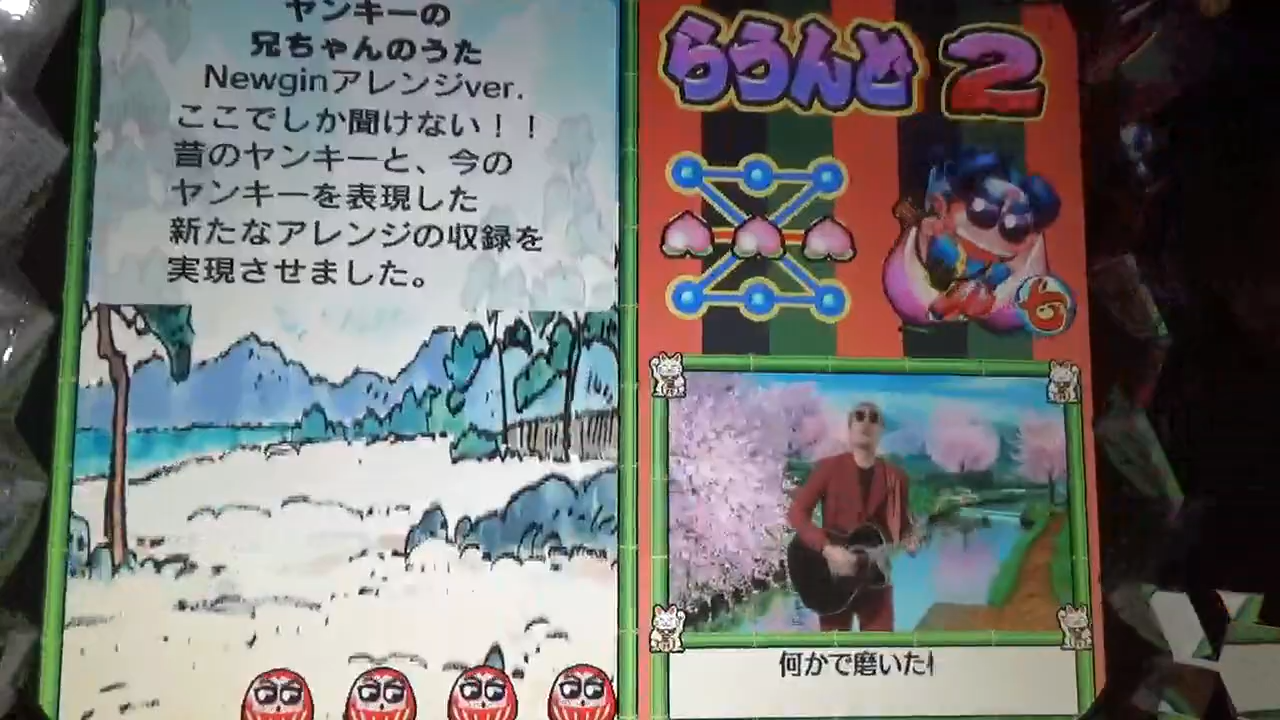 ヤンキーの
兄ちゃんのうた
Newginアレンジver.
ここでしか聞けない！！
昔のヤンキーと、今の
ヤンキーを表現した
新たなアレンジの収録を
実現させました。
らうんど2
何かで磨いた